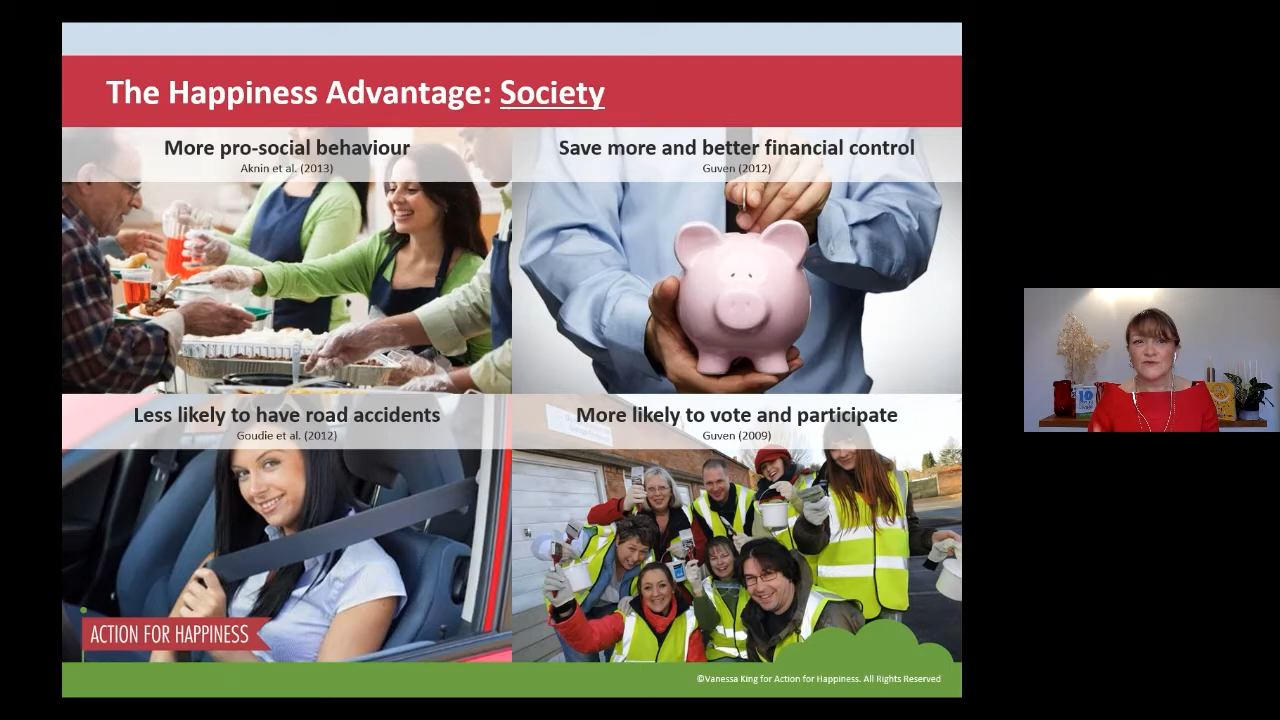 The Happiness Advantage: Society
More pro-social behaviour
Aknin et al. (2013)
Save more and better financial control
Guven (2012)
Less likely to have road accidents
Goudie et al. (2012)
More likely to vote and participate
Guven (2009)
ACTION FOR HAPPINESS
©Vanessa King for Action for Happiness. All Rights Reserved
10